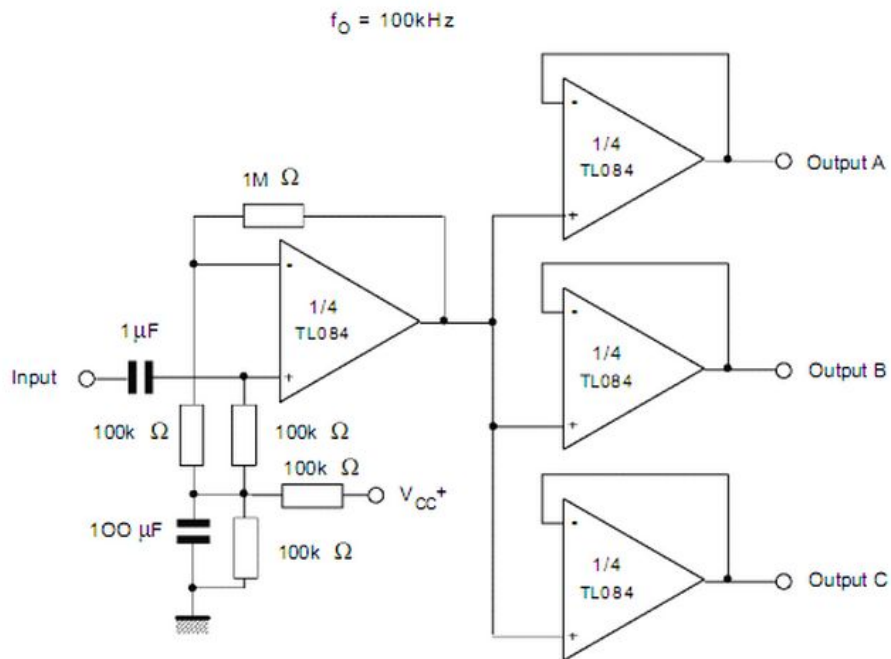 fO = 100kHz
1/4
TL084
Output A
1M Ω
1/4
TL084
1µF
Input
1/4
TL084
Output B
100k Ω
100k Ω
100k Ω
VCC+
100 µF
100k Ω
1/4
TL084
Output C
-
+
-
+
-
+
-
+